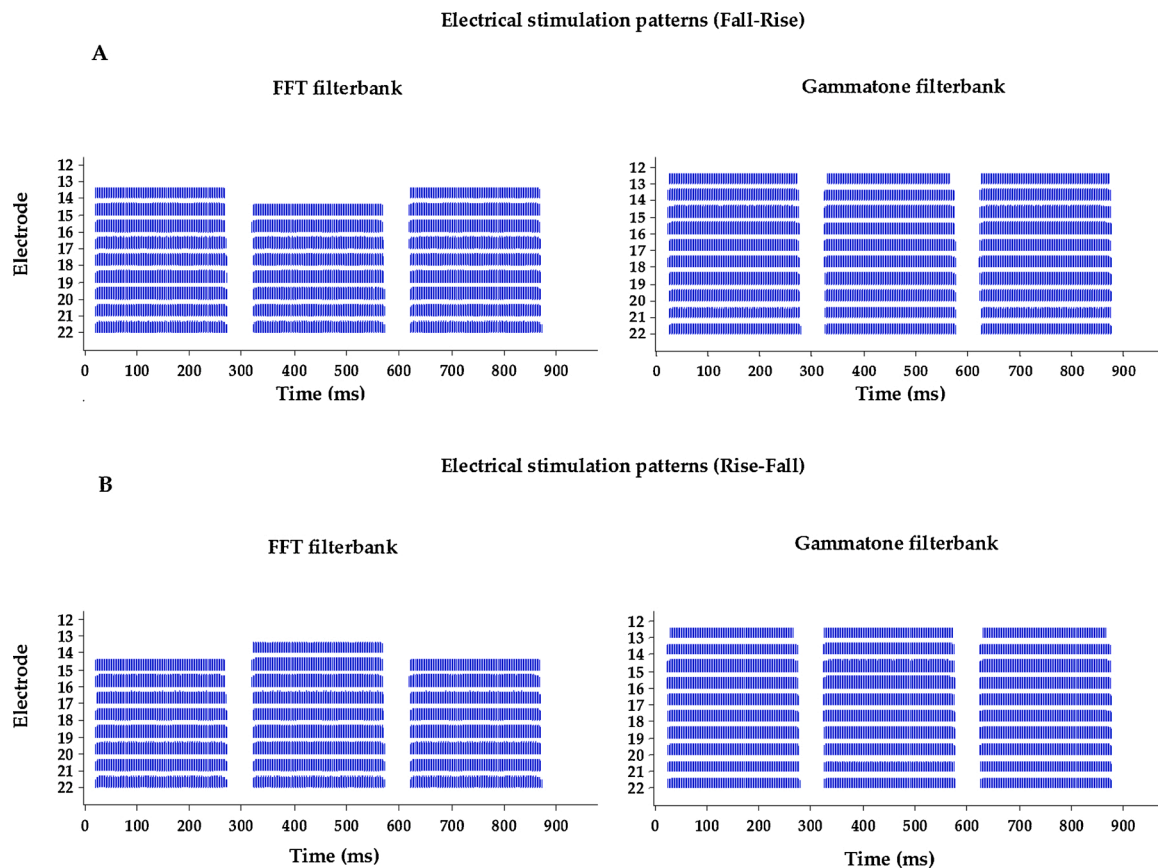 Electrical stimulation patterns (Fall-Rise)
A
FFT filterbank
Gammatone filterbank
Electrode
12
13
14
15
16
17
18
19
20
21
22
0 100 200 300 400 500 600 700 800 900
Time (ms)
12
13
14
15
16
17
18
19
20
21
22
0 100 200 300 400 500 600 700 800 900
Time (ms)
Electrical stimulation patterns (Rise-Fall)
B
FFT filterbank
Gammatone filterbank
Electrode
12
13
14
15
16
17
18
19
20
21
22
0 100 200 300 400 500 600 700 800 900
Time (ms)
12
13
14
15
16
17
18
19
20
21
22
0 100 200 300 400 500 600 700 800 900
Time (ms)